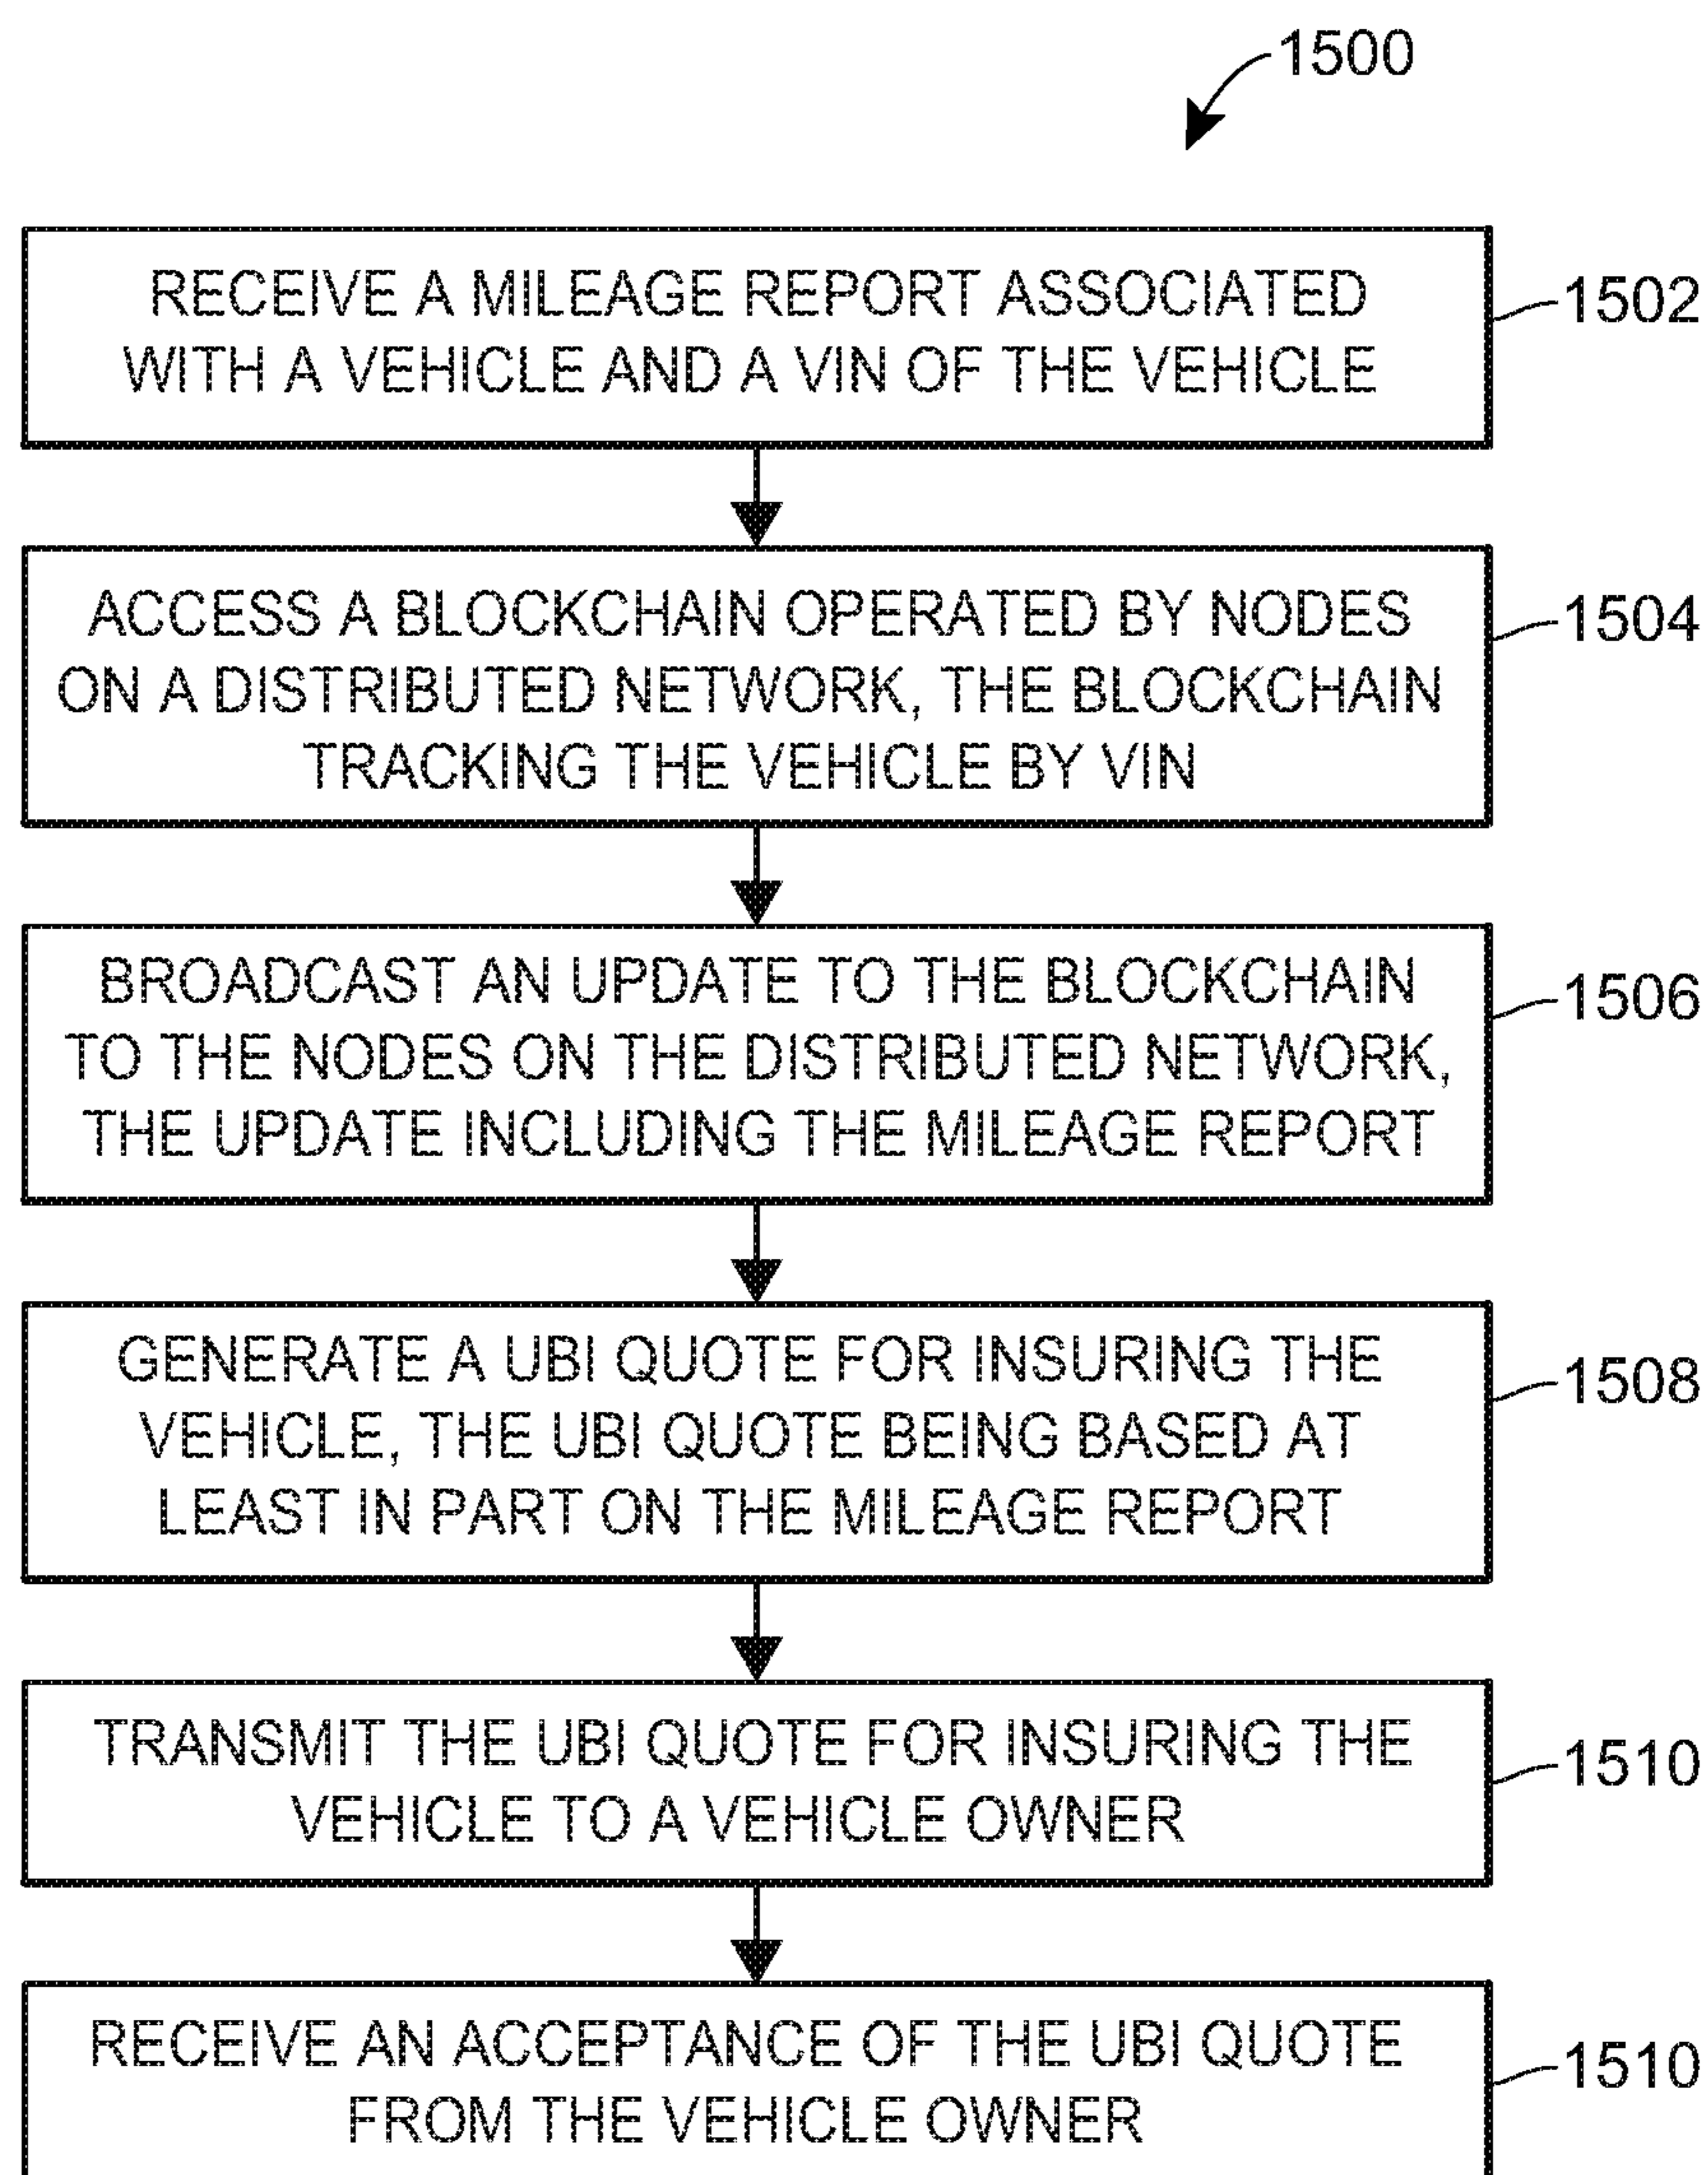 1500
RECEIVE A MILEAGE REPORT ASSOCIATED
WITH A VEHICLE AND A VIN OF THE VEHICLE
1502
ACCESS A BLOCKCHAIN OPERATED BY NODES
ON A DISTRIBUTED NETWORK, THE BLOCKCHAIN
TRACKING THE VEHICLE BY VIN
1504
BROADCAST AN UPDATE TO THE BLOCKCHAIN
TO THE NODES ON THE DISTRIBUTED NETWORK,
THE UPDATE INCLUDING THE MILEAGE REPORT
1506
GENERATE A UBI QUOTE FOR INSURING THE
VEHICLE, THE UBI QUOTE BEING BASED AT
LEAST IN PART ON THE MILEAGE REPORT
1508
TRANSMIT THE UBI QUOTE FOR INSURING THE
VEHICLE TO A VEHICLE OWNER
1510
RECEIVE AN ACCEPTANCE OF THE UBI QUOTE
FROM THE VEHICLE OWNER
1510